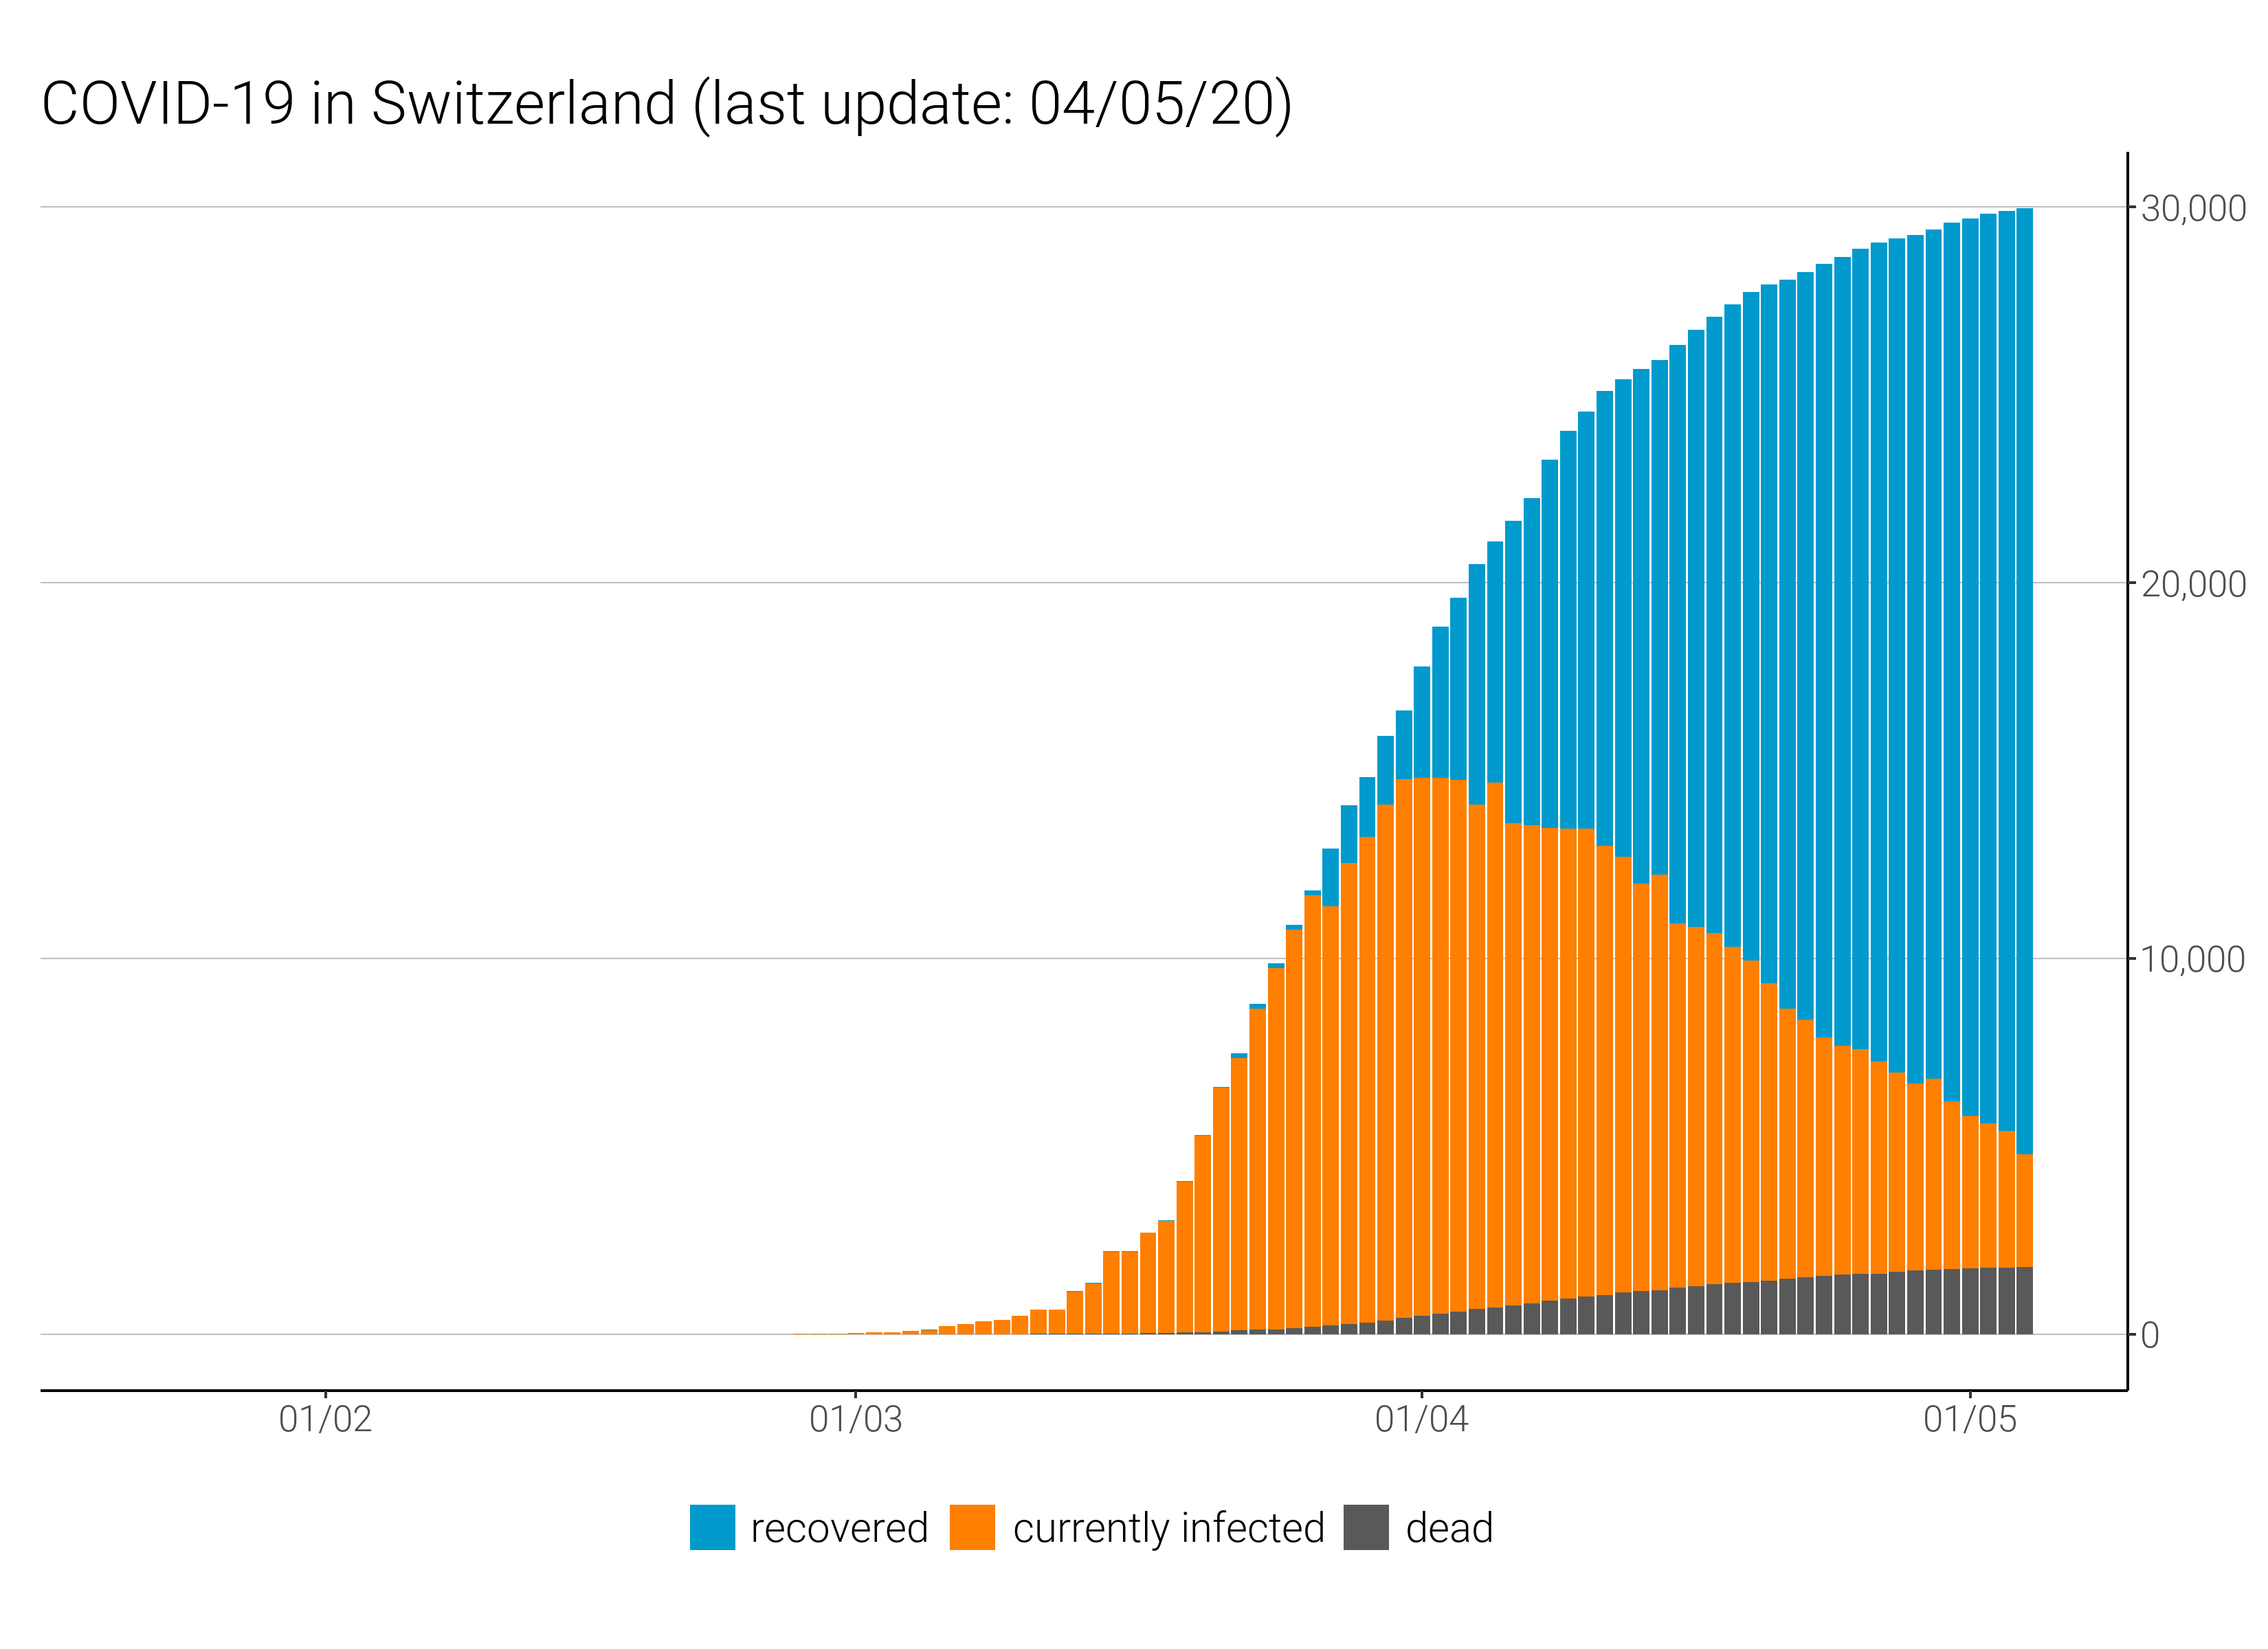 COVID-19 in Switzerland (last update: 04/05/20)
30,000
20,000
10,000
0
01/02 01/03 01/04 01/05
recovered currently infected dead